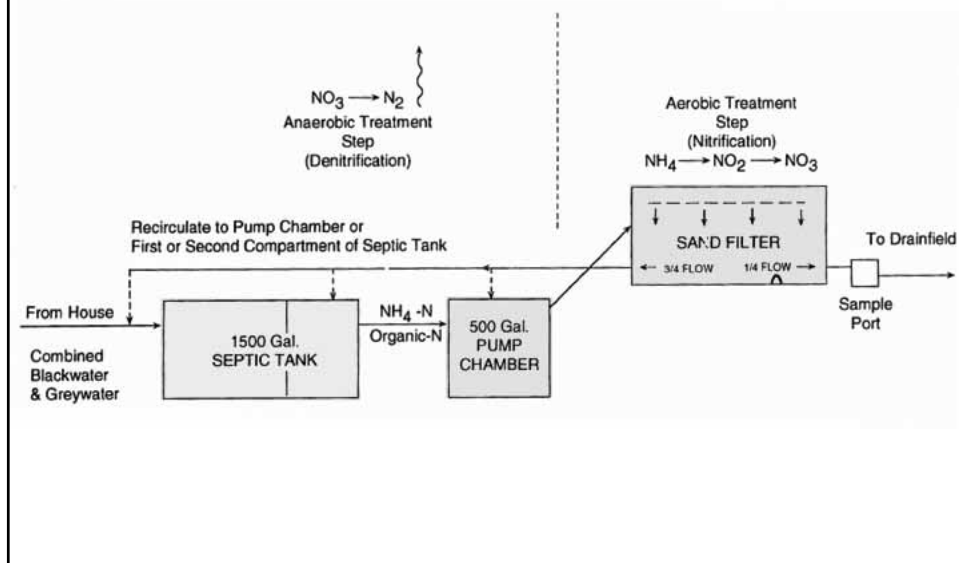 NO3 → N2
Anaerobic Treatment
Step
(Denitrification)
Aerobic Treatment
Step
(Nitrification)
NH4 → NO2 → NO3
Recirculate to Pump Chamber or
First or Second Compartment of Septic Tank
SAND FILTER
← 3/4 FLOW 1/4 FLOW →
To Drainfield
Sample
Port
From House
Combined
Blackwater
& Greywater
1500 Gal.
SEPTIC TANK
NH4 -N
Organic-N
500 Gal.
PUMP
CHAMBER